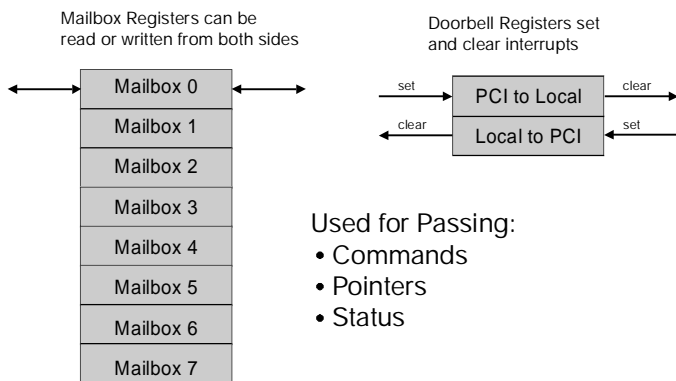 Mailbox Registers can be
read or written from both sides
Mailbox 0
Mailbox 1
Mailbox 2
Mailbox 3
Mailbox 4
Mailbox 5
Mailbox 6
Mailbox 7
Doorbell Registers set
and clear interrupts
set
PCI to Local
clear
clear
Local to PCI
set
Used for Passing:
• Commands
• Pointers
• Status